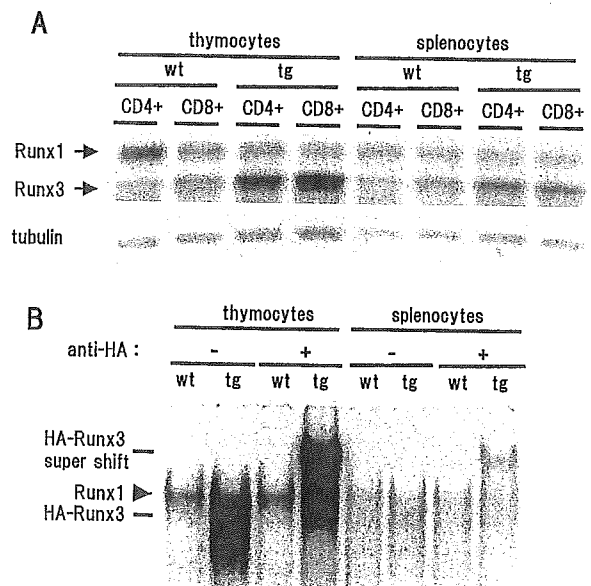 A
thymocytes splenocytes
wt tg wt tg
CD4+ CD8+ CD4+ CD8+ CD4+ CD8+ CD4+ CD8+
Runx1
Runx3
tubulin
B
thymocytes splenocytes
anti-HA : - + - +
wt tg wt tg wt tg wt tg
HA-Runx3
super shift
Runx1
HA-Runx3